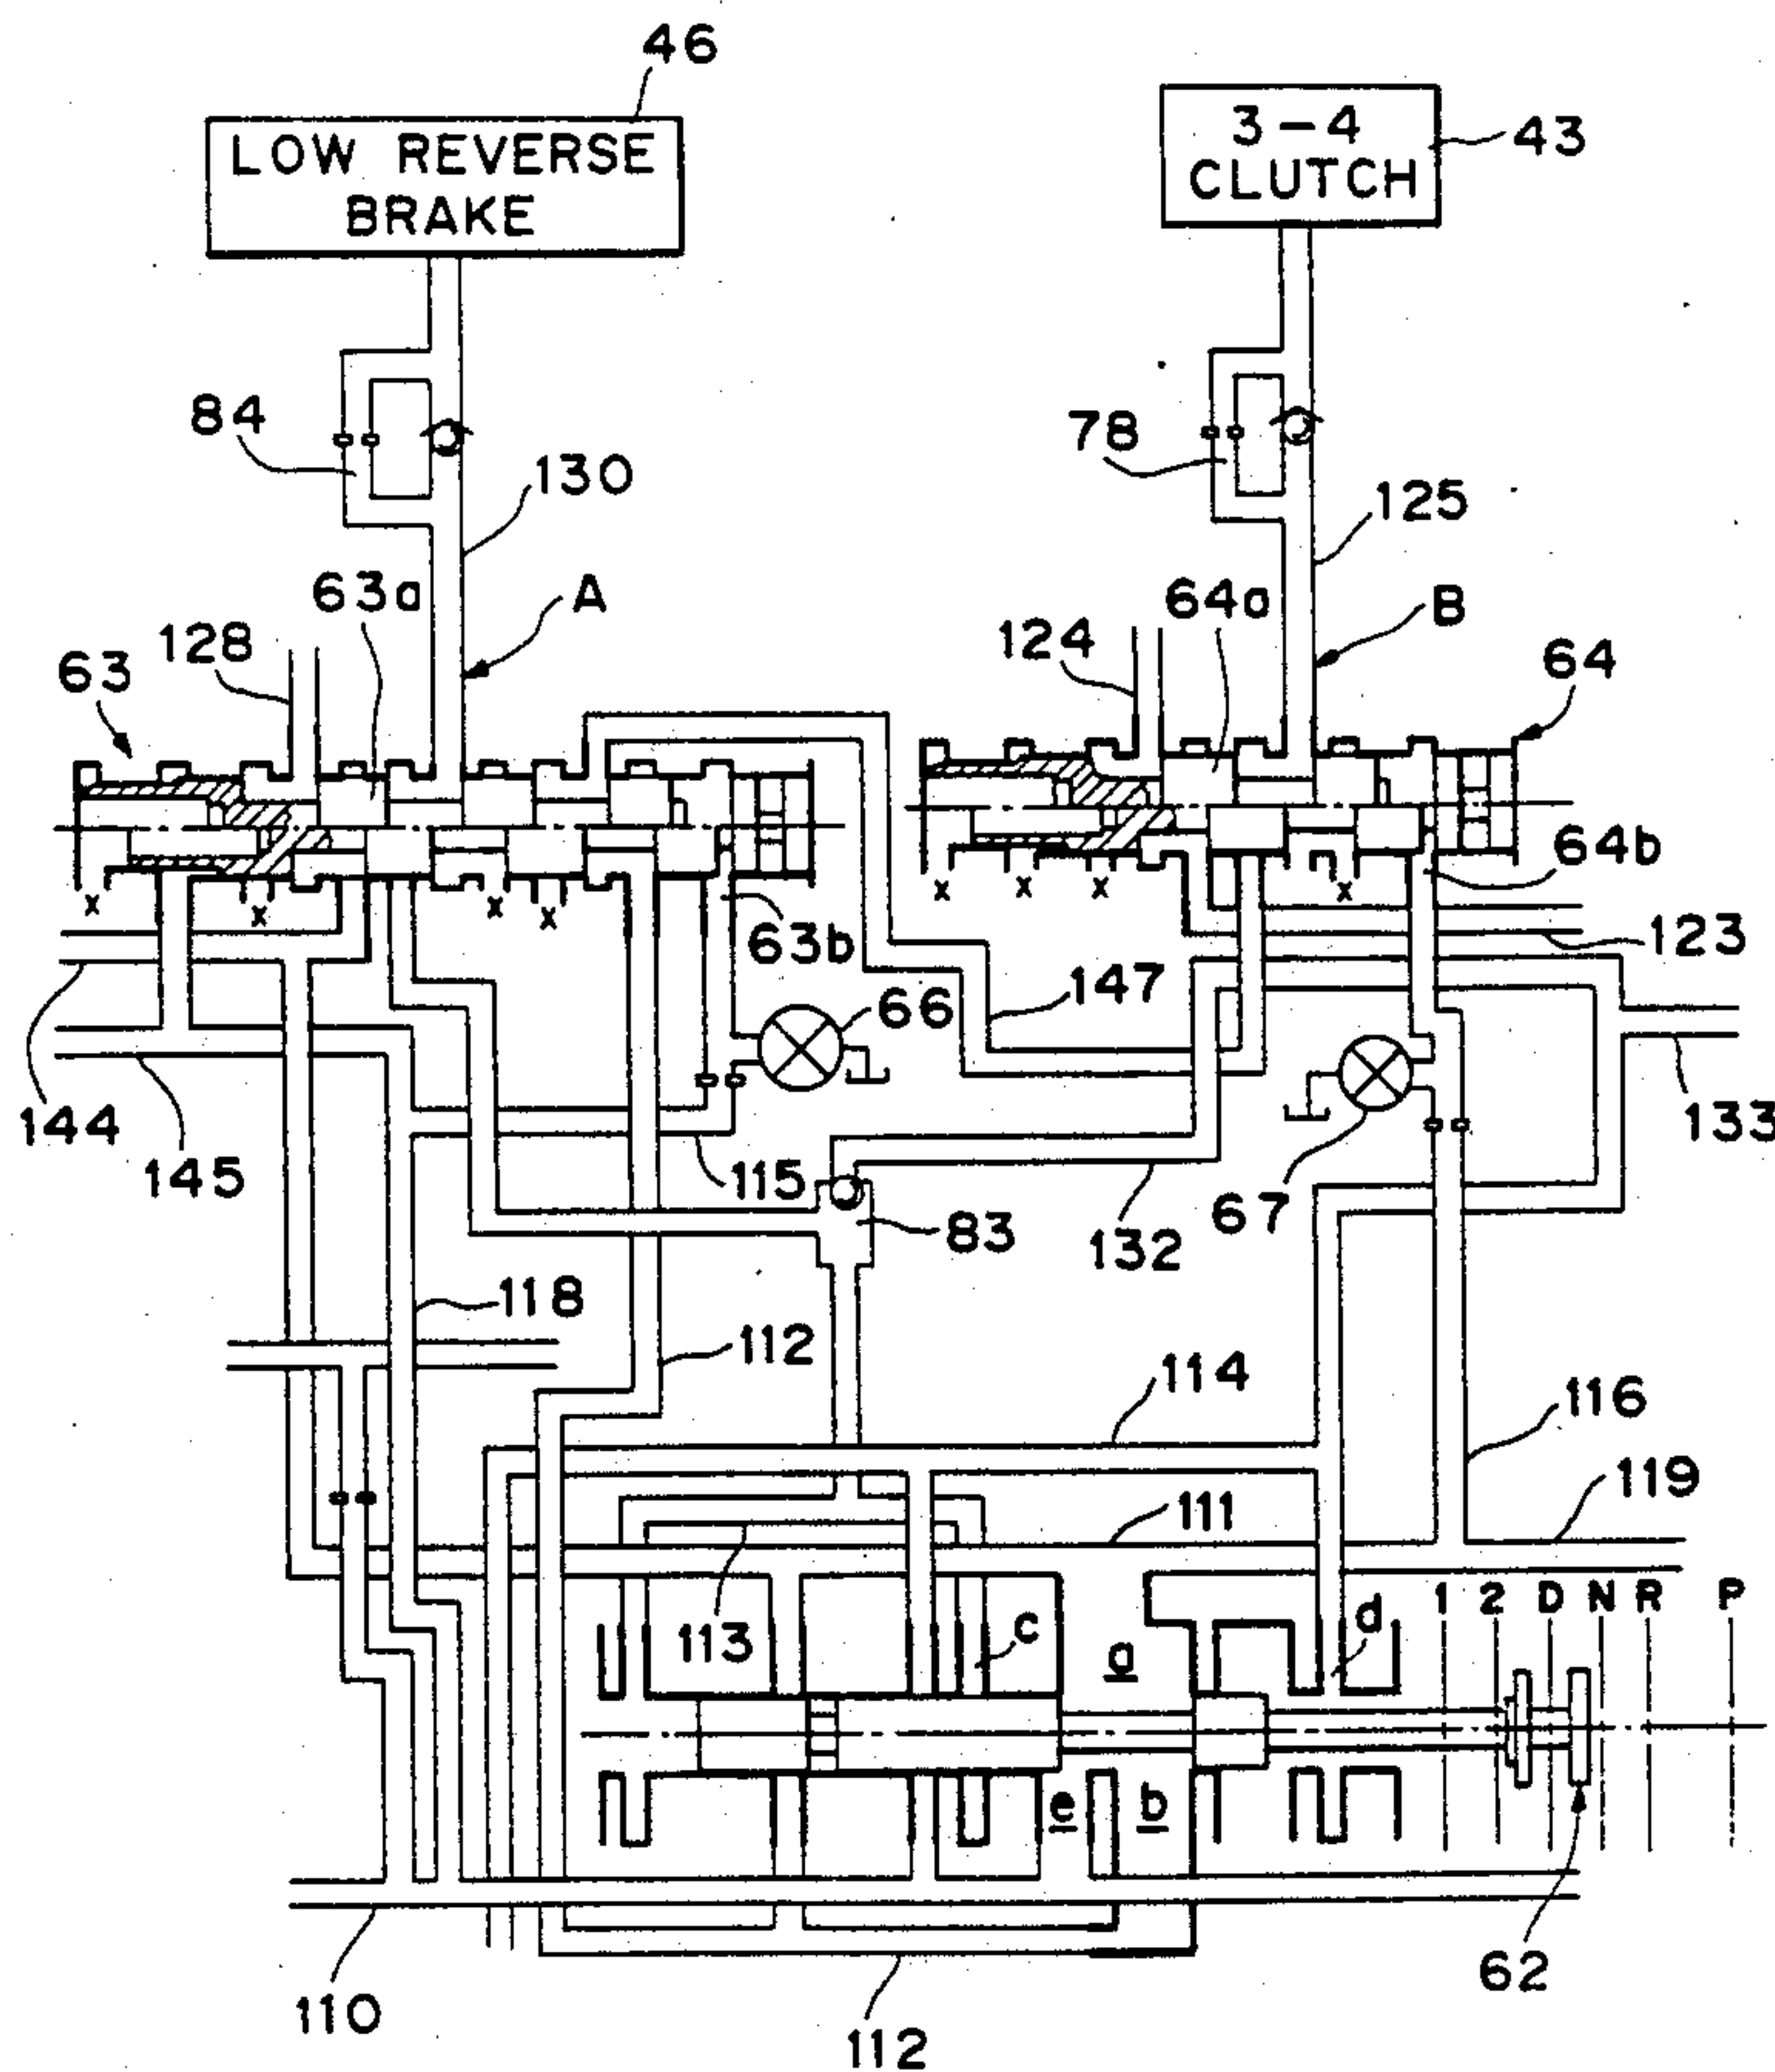 46
LOW REVERSE
BRAKE
3-4
CLUTCH
43
84
78
130
125
63a
A
64a
B
128
124
63
64
64b
x
x
x
x
x
x
x
x
63b
123
147
66
144
145
133
115
67
83
132
118
112
114
116
119
111
113
c
a
d
1 2 D N R P
e
b
62
110
112